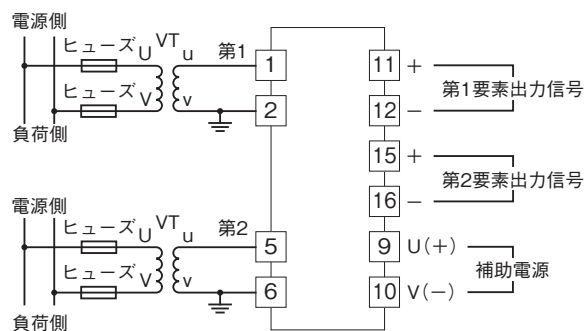 電源側
ヒューズ U VT u 第1 1
ヒューズ V v 2
負荷側
電源側
ヒューズ U VT u 第2 5
ヒューズ V v 6
負荷側
11 + 第1要素出力信号
12 −
15 + 第2要素出力信号
16 −
9 U(+) 補助電源
10 V(−)